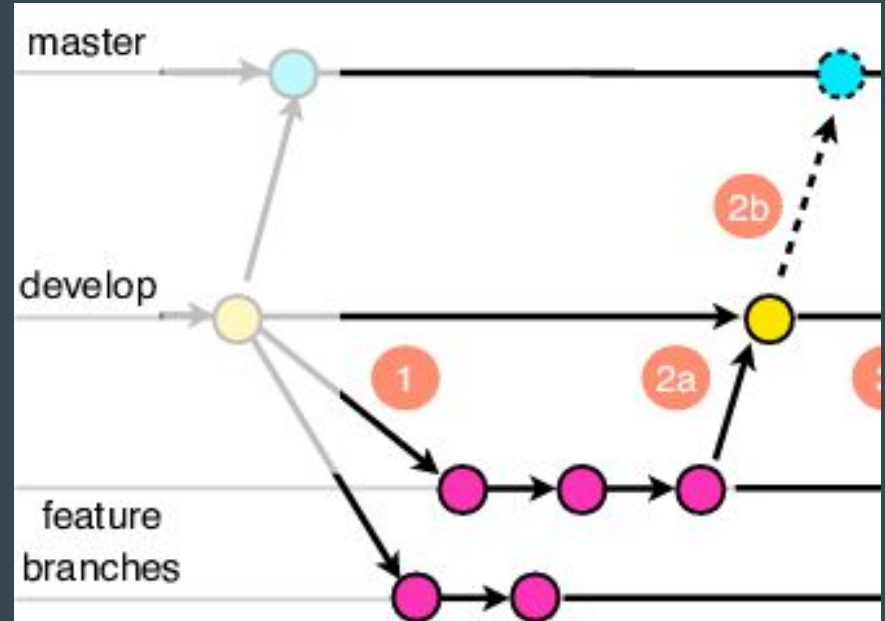 master
2b
develop
1
2a
feature
branches